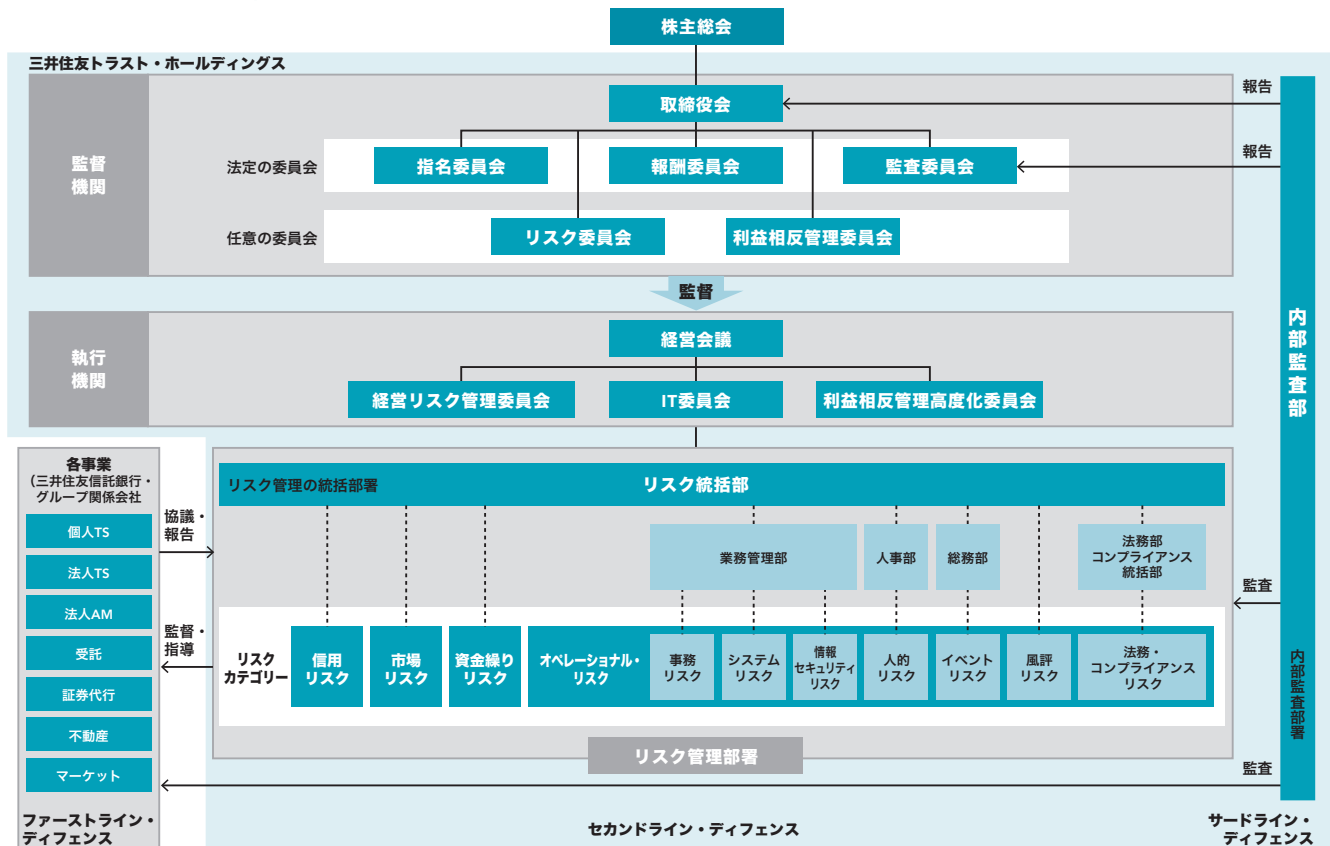 株主総会
三井住友トラスト・ホールディングス
監督
機関
取締役会
報告
法定の委員会
指名委員会
報酬委員会
監査委員会
報告
任意の委員会
リスク委員会
利益相反管理委員会
監督
執行
機関
経営会議
経営リスク管理委員会
IT委員会
利益相反管理高度化委員会
内部監査部
各事業
(三井住友信託銀行・
グループ関係会社
個人TS
法人TS
法人AM
受託
証券代行
不動産
マーケット
ファーストライン・
ディフェンス
協議・
報告
監督・
指導
リスク管理の統括部署
リスク統括部
業務管理部
人事部
総務部
法務部
コンプライアンス
統括部
リスク
カテゴリー
信用
リスク
市場
リスク
資金繰り
リスク
オペレーショナル・
リスク
事務
リスク
システム
リスク
情報
セキュリティ
リスク
人的
リスク
イベント
リスク
風評
リスク
法務・
コンプライアンス
リスク
リスク管理部署
監査
監査
内部監査部署
セカンドライン・ディフェンス
サードライン・
ディフェンス